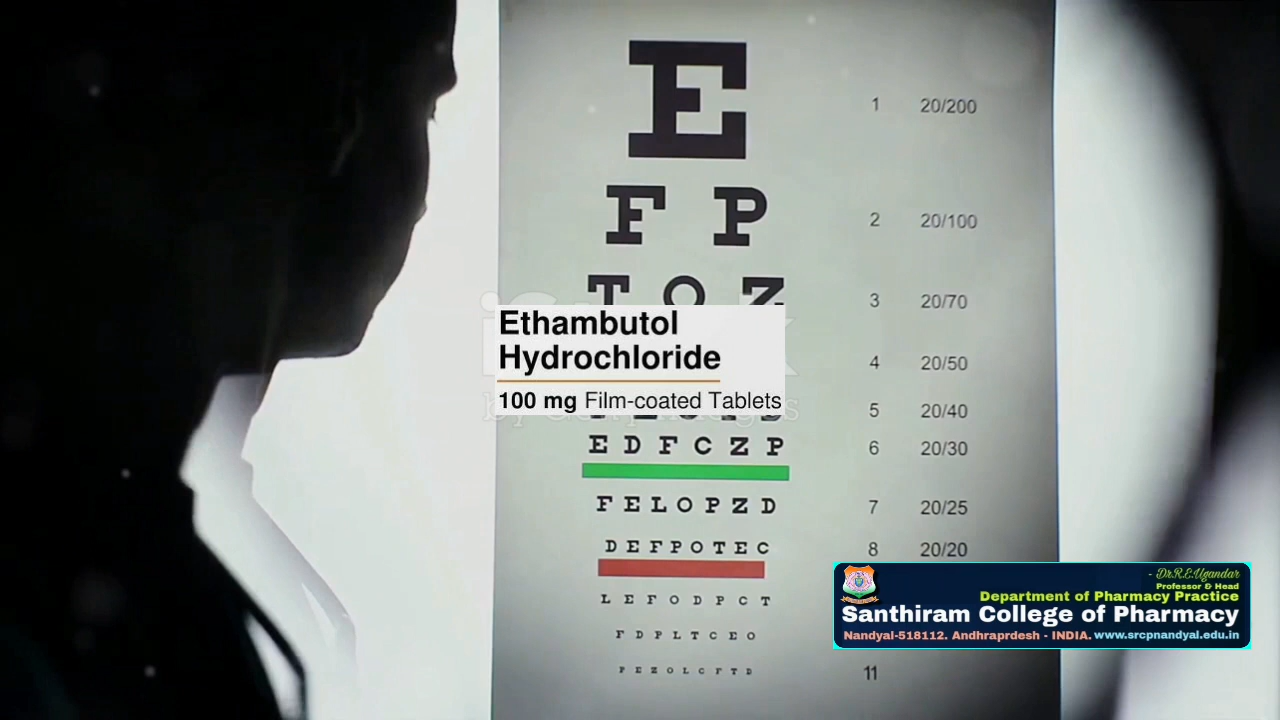 E 1 20/200
F P 2 20/100
T O Z 3 20/70
Ethambutol
Hydrochloride
4 20/50
100 mg Film-coated Tablets
5 20/40
E D F C Z P 6 20/30
F E L O P Z D 7 20/25
D E F P O T E C 8 20/20
L E F O D P C T
F D P L T C E O
P E Z O L C F T D 11
- Dr.R.E.Ugandar
Professor & Head
Department of Pharmacy Practice
Santhiram College of Pharmacy
Nandyal-518112. Andhraprdesh - INDIA. www.srcpnandyal.edu.in